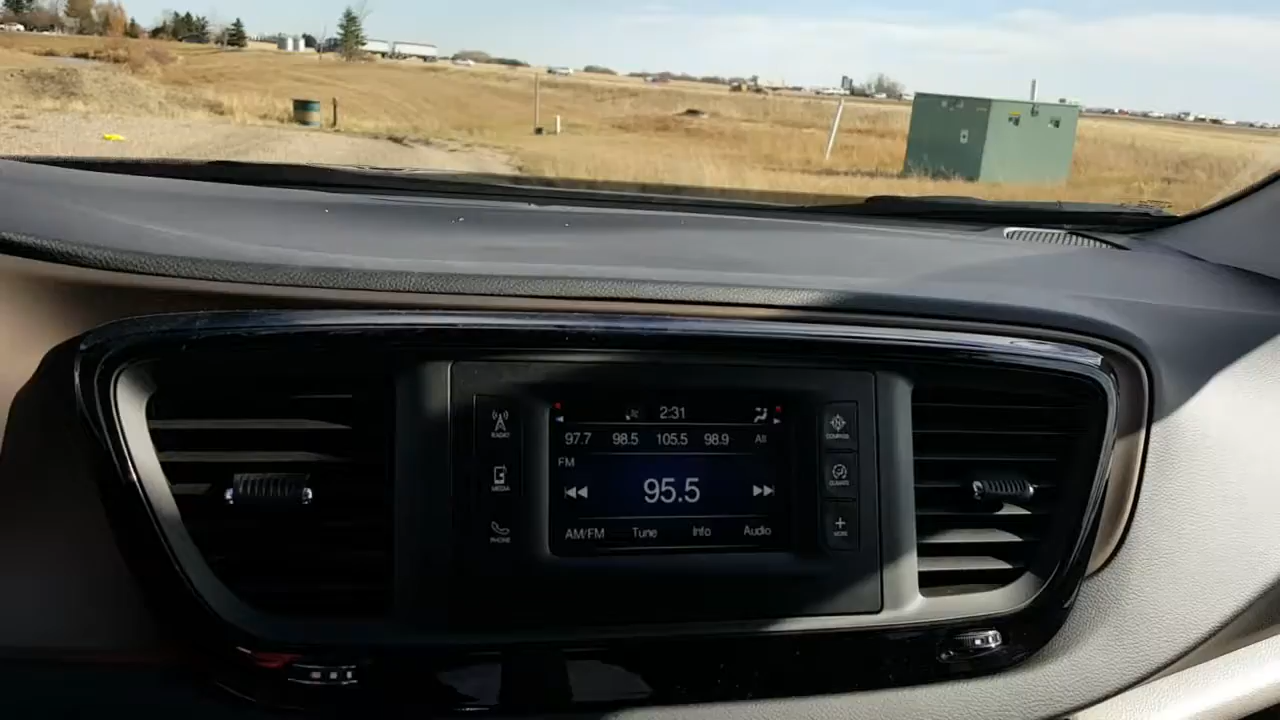 2:31
97.7 98.5 105.5 98.9 All
FM
95.5
AM/FM Tune Info Audio
RADIO
MEDIA
PHONE
COMPASS
CLIMATE
MORE